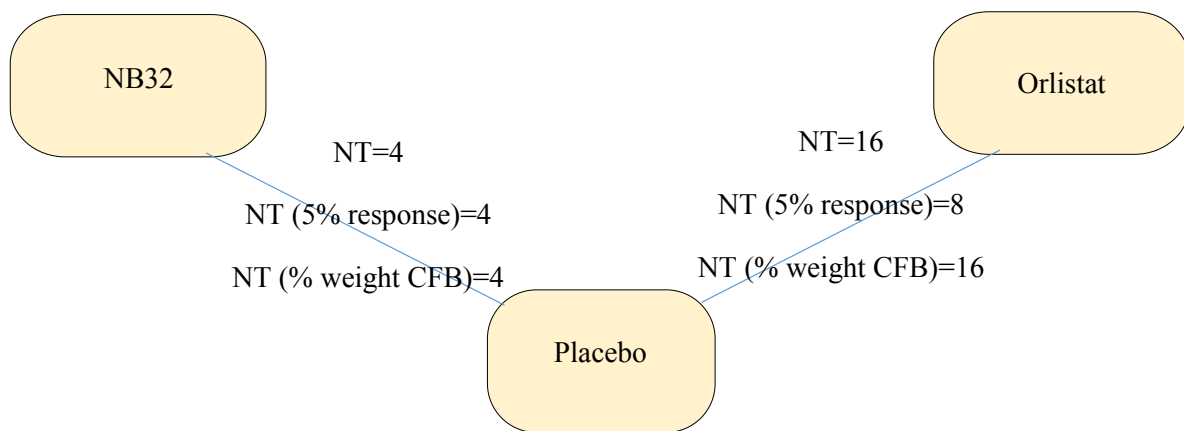 NB32
Orlistat
NT=4
NT (5% response)=4
NT (% weight CFB)=4
NT=16
NT (5% response)=8
NT (% weight CFB)=16
Placebo